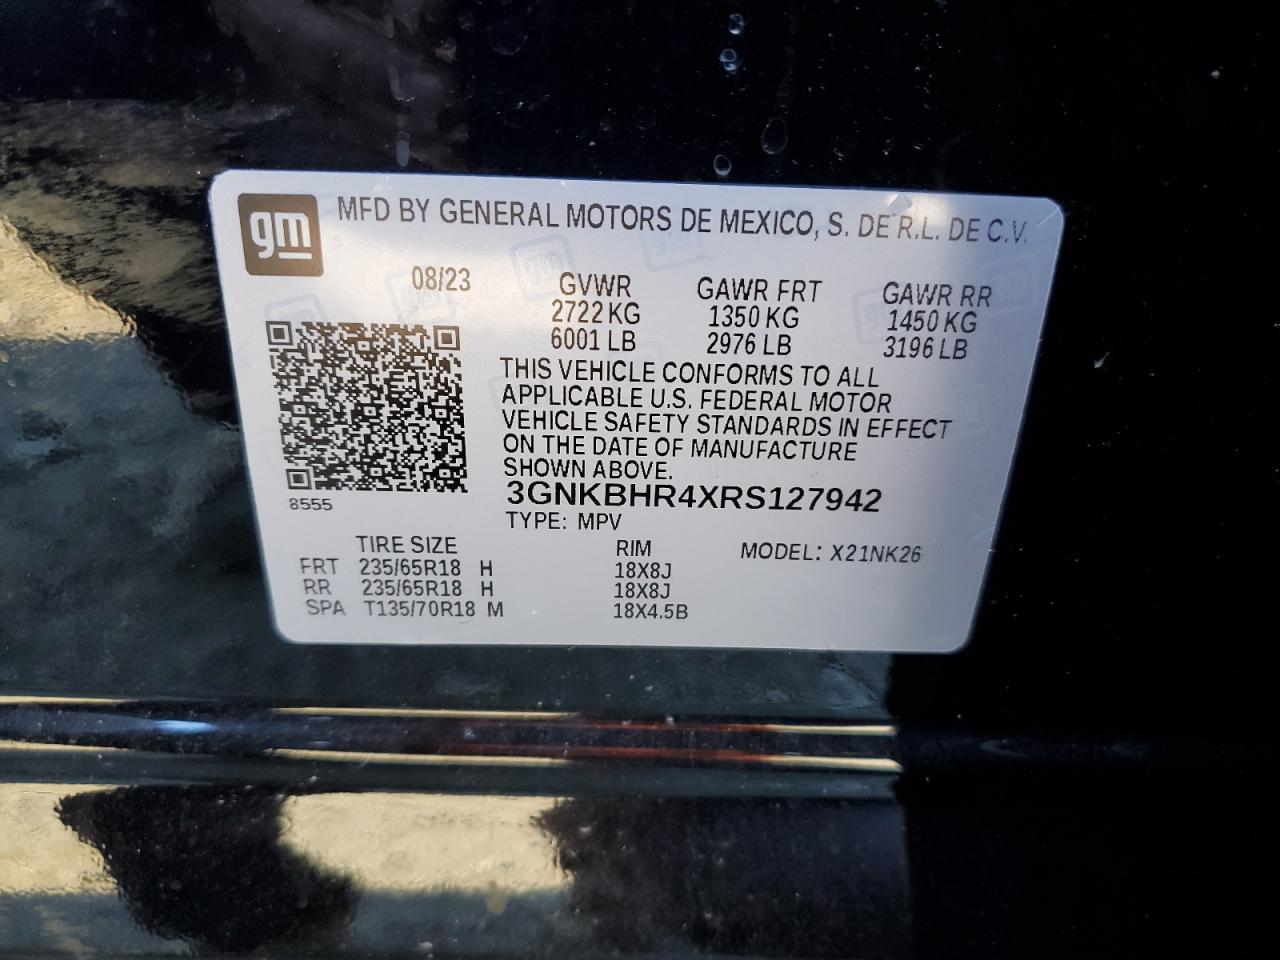 gm
MFD BY GENERAL MOTORS DE MEXICO, S. DE R.L. DE C.V.
08/23 GVWR GAWR FRT GAWR RR
2722 KG 1350 KG 1450 KG
6001 LB 2976 LB 3196 LB
THIS VEHICLE CONFORMS TO ALL
APPLICABLE U.S. FEDERAL MOTOR
VEHICLE SAFETY STANDARDS IN EFFECT
ON THE DATE OF MANUFACTURE
SHOWN ABOVE.
8555
3GNKBHR4XRS127942
TYPE: MPV
TIRE SIZE RIM MODEL: X21NK26
FRT 235/65R18 H 18X8J
RR 235/65R18 H 18X8J
SPA T135/70R18 M 18X4.5B